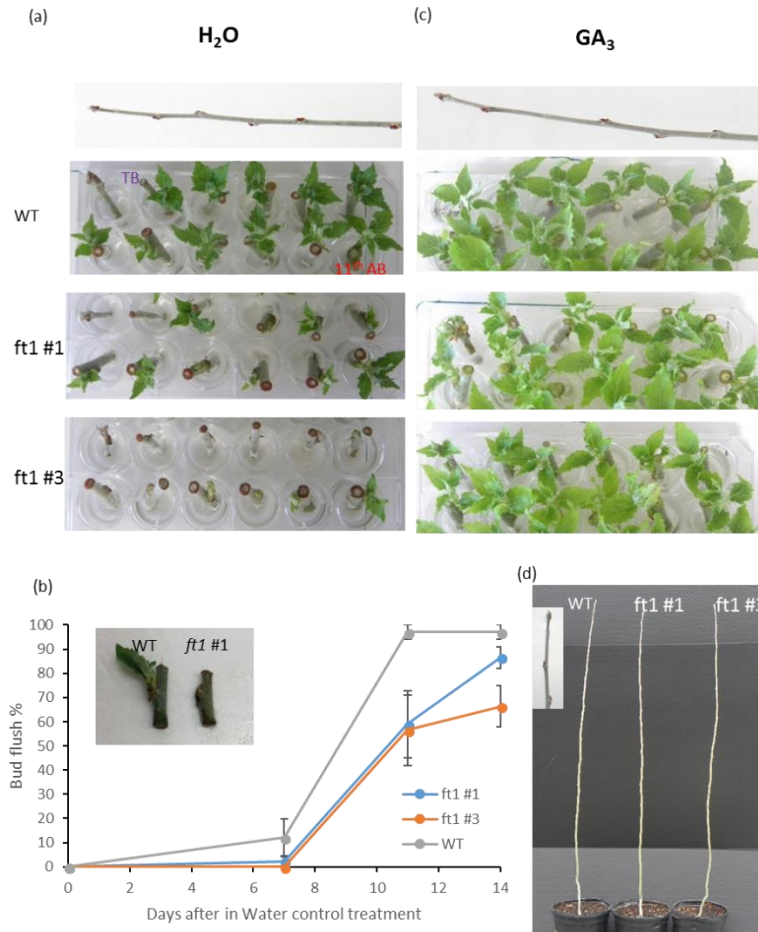 (a)
H₂O
(c)
GA₃
WT
TB
11th AB
ft1 #1
ft1 #3
(b)
100
90
80
70
60
50
40
30
20
10
0
Bud flush %
WT
ft1 #1
ft1 #1
ft1 #3
WT
0 2 4 6 8 10 12 14
Days after in Water control treatment
(d)
WT
ft1 #1
ft1 #3